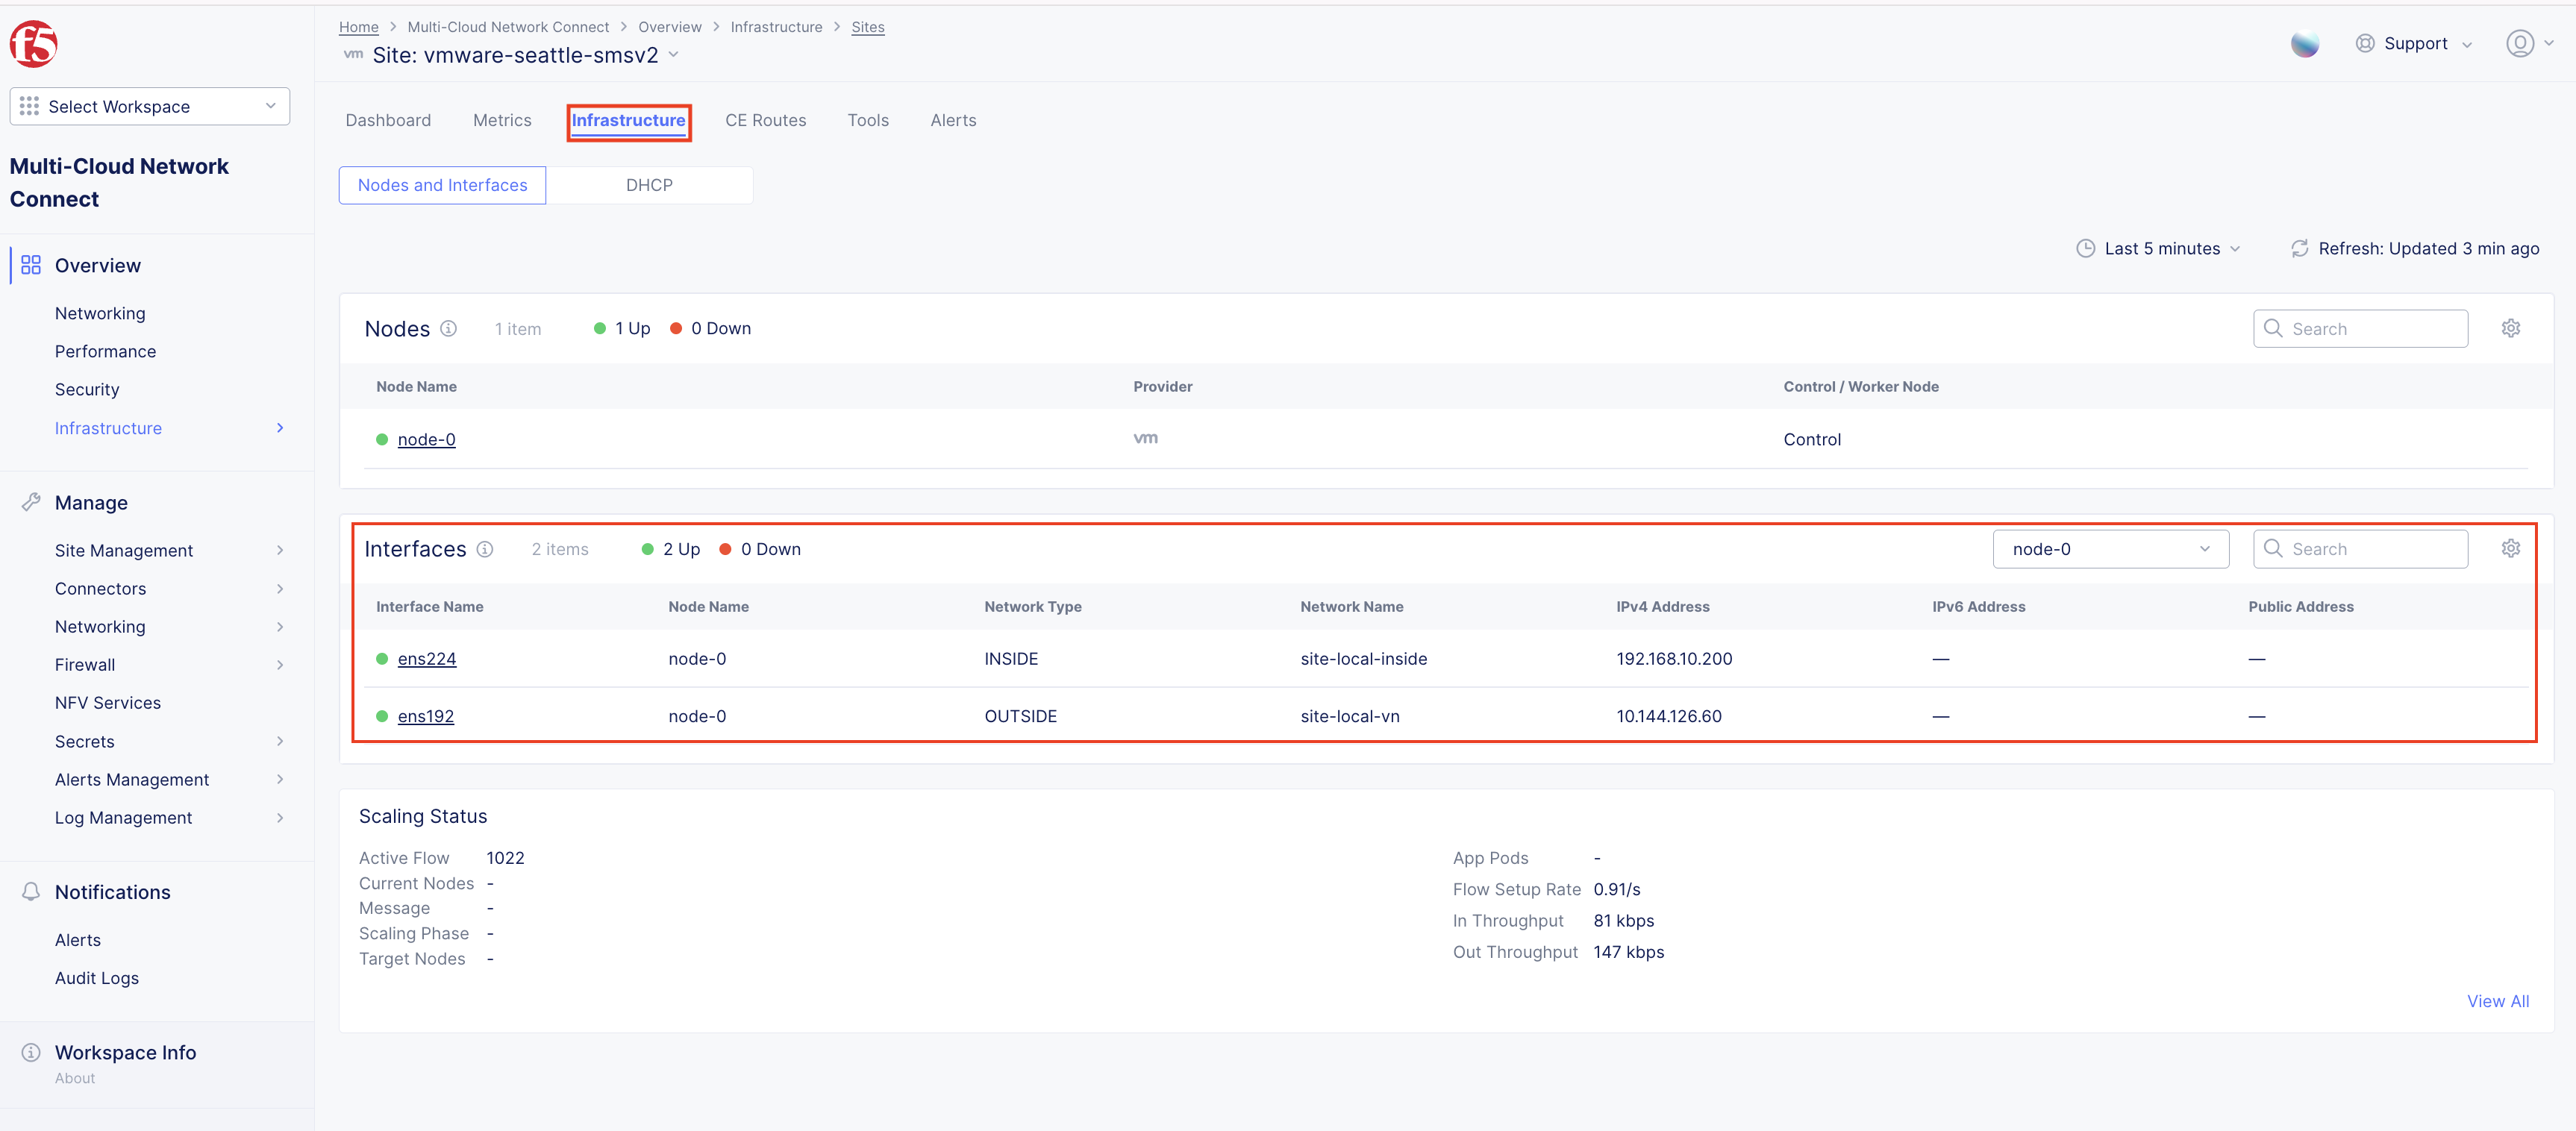 f5
Select Workspace
Multi-Cloud Network
Connect
Overview
Networking
Performance
Security
Infrastructure
Manage
Site Management
Connectors
Networking
Firewall
NFV Services
Secrets
Alerts Management
Log Management
Notifications
Alerts
Audit Logs
Workspace Info
About
Home > Multi-Cloud Network Connect > Overview > Infrastructure > Sites
vm Site: vmware-seattle-smsv2
Support
Dashboard Metrics Infrastructure CE Routes Tools Alerts
Nodes and Interfaces DHCP
Last 5 minutes Refresh: Updated 3 min ago
Nodes 1 item 1 Up 0 Down Search
Node Name Provider Control / Worker Node
node-0 vm Control
Interfaces 2 items 2 Up 0 Down node-0 Search
Interface Name Node Name Network Type Network Name IPv4 Address IPv6 Address Public Address
ens224 node-0 INSIDE site-local-inside 192.168.10.200 — —
ens192 node-0 OUTSIDE site-local-vn 10.144.126.60 — —
Scaling Status
Active Flow 1022
Current Nodes -
Message -
Scaling Phase -
Target Nodes -
App Pods -
Flow Setup Rate 0.91/s
In Throughput 81 kbps
Out Throughput 147 kbps
View All